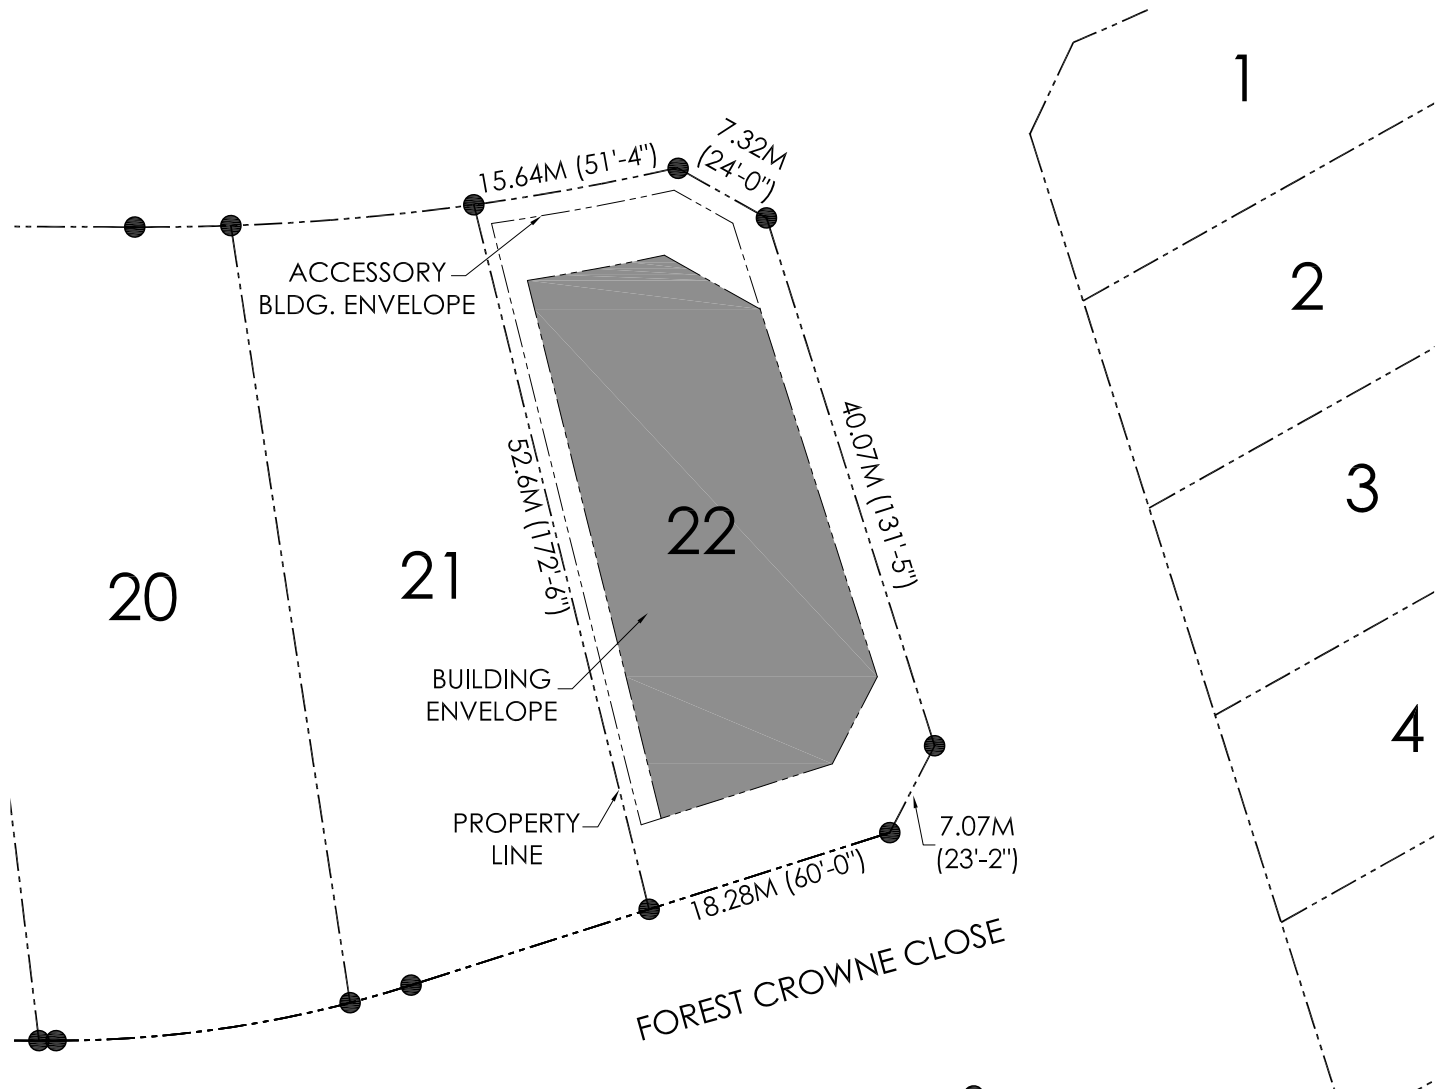 1
7.32M
(24'-0")
15.64M (51'-4")
ACCESSORY
BLDG. ENVELOPE
2
40.07M (131'-5")
3
52.6M (172'-6")
22
21
20
BUILDING
ENVELOPE
4
PROPERTY
LINE
7.07M
(23'-2")
18.28M (60'-0")
FOREST CROWNE CLOSE